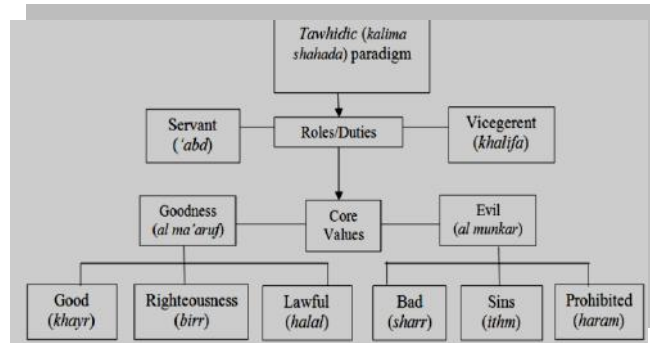 Tawhidic (kalima
shahada) paradigm
Servant
(‘abd)
Roles/Duties
Vicegerent
(khalifa)
Goodness
(al ma’aruf)
Core
Values
Evil
(al munkar)
Good
(khayr)
Righteousness
(birr)
Lawful
(halal)
Bad
(sharr)
Sins
(ithm)
Prohibited
(haram)